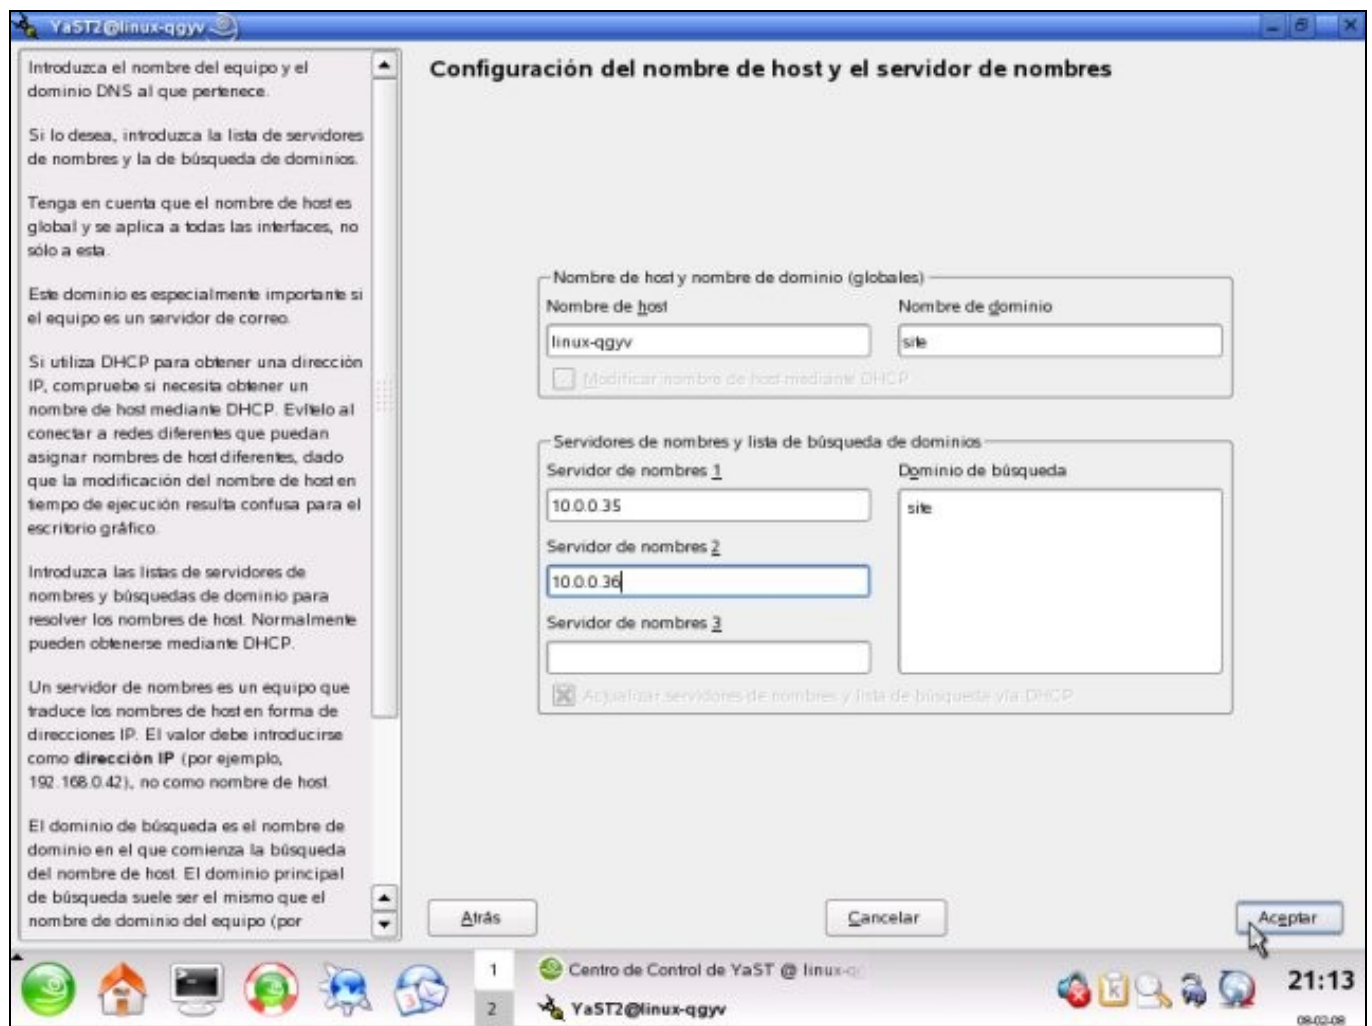 YaST2@linux-qgyv
Introduzca el nombre del equipo y el
dominio DNS al que pertenece.
Si lo desea, introduzca la lista de servidores
de nombres y la de búsqueda de dominios.
Tenga en cuenta que el nombre de host es
global y se aplica a todas las interfaces, no
sólo a esta.
Este dominio es especialmente importante si
el equipo es un servidor de correo.
Si utiliza DHCP para obtener una dirección
IP, compruebe si necesita obtener un
nombre de host mediante DHCP. Evítelo al
conectar a redes diferentes que puedan
asignar nombres de host diferentes, dado
que la modificación del nombre de host en
tiempo de ejecución resulta confusa para el
escritorio gráfico.
Introduzca las listas de servidores de
nombres y búsquedas de dominio para
resolver los nombres de host. Normalmente
pueden obtenerse mediante DHCP.
Un servidor de nombres es un equipo que
traduce los nombres de host en forma de
direcciones IP. El valor debe introducirse
como dirección IP (por ejemplo,
192.168.0.42), no como nombre de host.
El dominio de búsqueda es el nombre de
dominio en el que comienza la búsqueda
del nombre de host. El dominio principal
de búsqueda suele ser el mismo que el
nombre de dominio del equipo (por
Configuración del nombre de host y el servidor de nombres
Nombre de host y nombre de dominio (globales)
Nombre de host
Nombre de dominio
linux-qgyv
site
Modificar nombre de host mediante DHCP
Servidores de nombres y lista de búsqueda de dominios
Servidor de nombres 1
Dominio de búsqueda
10.0.0.35
site
Servidor de nombres 2
10.0.0.36
Servidor de nombres 3
Actualizar servidores de nombres y lista de búsqueda vía DHCP
Atrás
Cancelar
Aceptar
1
Centro de Control de YaST @ linux-q
2
YaST2@linux-qgyv
21:13
08-02-08